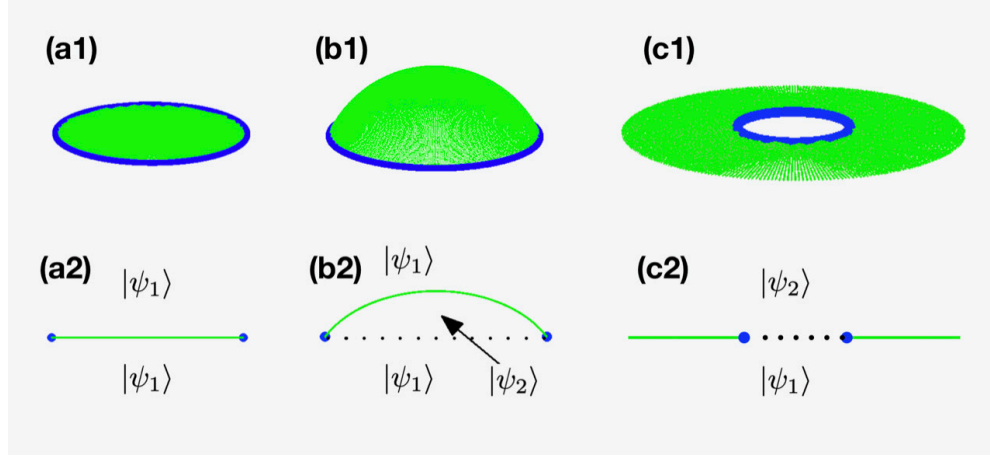 (a1) (b1) (c1)
(a2) |ψ₁⟩ (b2) |ψ₁⟩ (c2) |ψ₂⟩
|ψ₁⟩ |ψ₁⟩ |ψ₂⟩ |ψ₁⟩